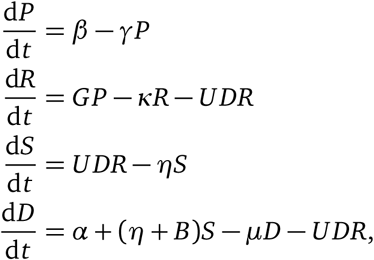 dP/dt = β − γP
dR/dt = GP − κR − UDR
dS/dt = UDR − ηS
dD/dt = α + (η + B)S − μD − UDR,